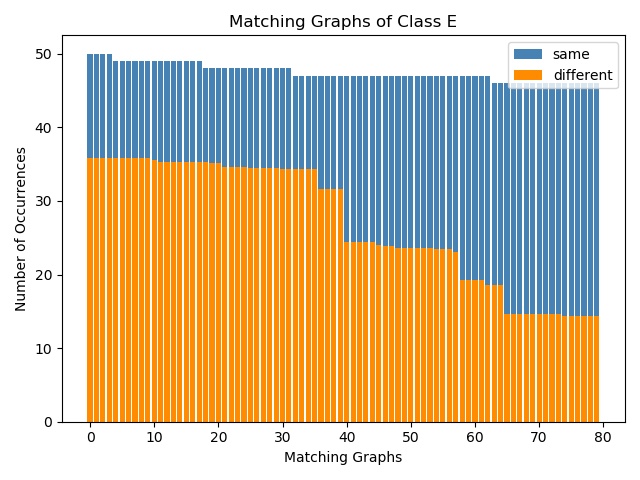 Matching Graphs of Class E
same
different
Number of Occurrences
50
40
30
20
10
0
0 10 20 30 40 50 60 70 80
Matching Graphs